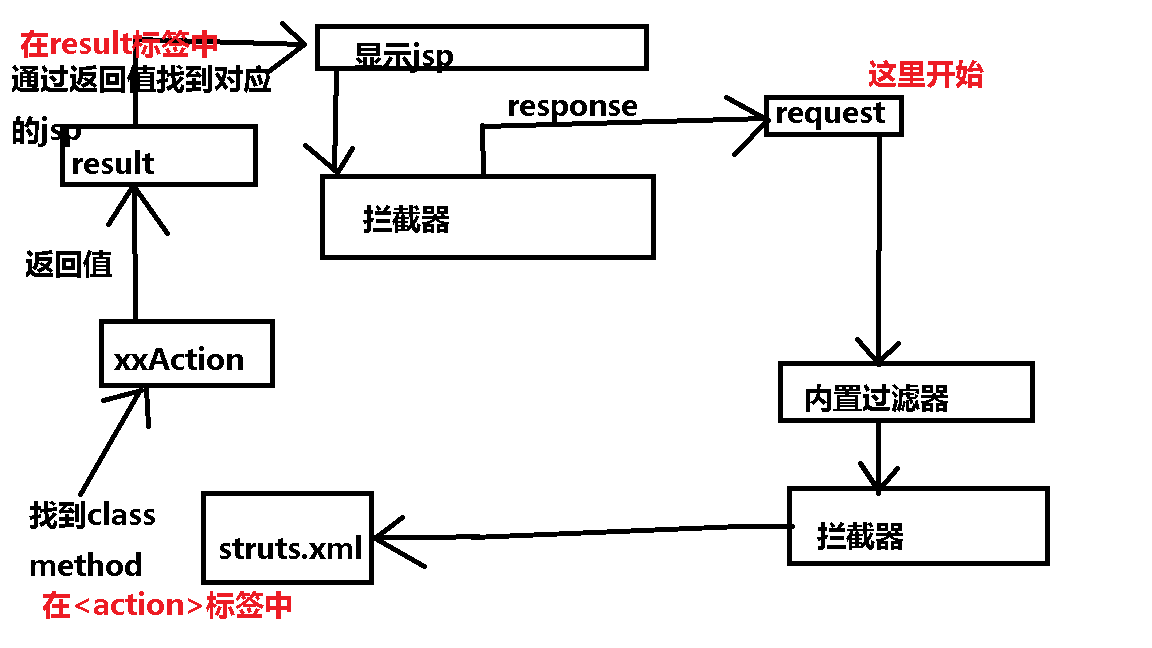 在result标签中
通过返回值找到对应
的jsp
result
显示jsp
response
这里开始
request
拦截器
返回值
xxAction
内置过滤器
找到class
method
在<action>标签中
struts.xml
拦截器